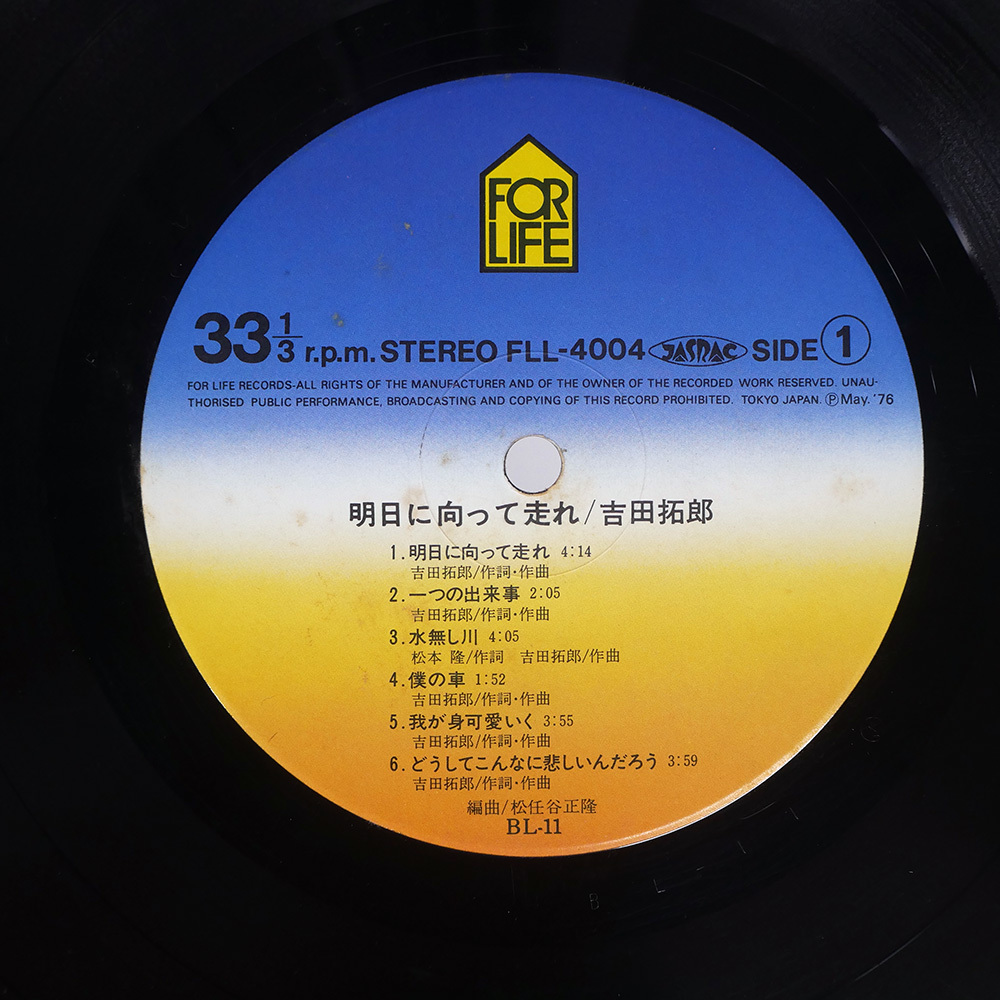 FOR
LIFE
33 1/3 r.p.m. STEREO FLL-4004 JASRAC SIDE 1
FOR LIFE RECORDS-ALL RIGHTS OF THE MANUFACTURER AND OF THE OWNER OF THE RECORDED WORK RESERVED. UNAU-
THORISED PUBLIC PERFORMANCE, BROADCASTING AND COPYING OF THIS RECORD PROHIBITED. TOKYO JAPAN. ℗ May. '76
明日に向って走れ/吉田拓郎
1.明日に向って走れ 4:14
吉田拓郎/作詞・作曲
2.一つの出来事 2:05
吉田拓郎/作詞・作曲
3.水無し川 4:05
松本 隆/作詞 吉田拓郎/作曲
4.僕の車 1:52
吉田拓郎/作詞・作曲
5.我が身可愛いく 3:55
吉田拓郎/作詞・作曲
6.どうしてこんなに悲しいんだろう 3:59
吉田拓郎/作詞・作曲
編曲/松任谷正隆
BL-11